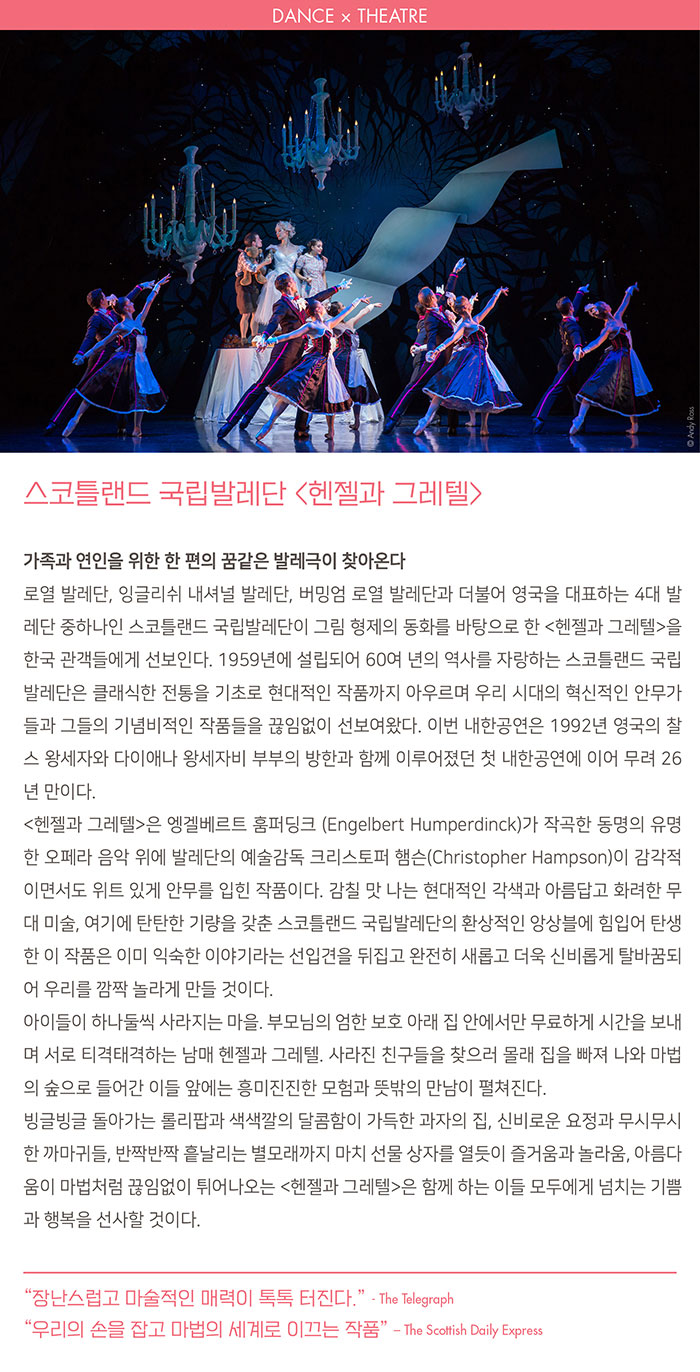 DANCE × THEATRE
© Andy Ross
스코틀랜드 국립발레단 <헨젤과 그레텔>
가족과 연인을 위한 한 편의 꿈같은 발레극이 찾아온다
로열 발레단, 잉글리쉬 내셔널 발레단, 버밍엄 로열 발레단과 더불어 영국을 대표하는 4대 발
레단 중하나인 스코틀랜드 국립발레단이 그림 형제의 동화를 바탕으로 한 <헨젤과 그레텔>을
한국 관객들에게 선보인다. 1959년에 설립되어 60여 년의 역사를 자랑하는 스코틀랜드 국립
발레단은 클래식한 전통을 기초로 현대적인 작품까지 아우르며 우리 시대의 혁신적인 안무가
들과 그들의 기념비적인 작품들을 끊임없이 선보여왔다. 이번 내한공연은 1992년 영국의 찰
스 왕세자와 다이애나 왕세자비 부부의 방한과 함께 이루어졌던 첫 내한공연에 이어 무려 26
년 만이다.
<헨젤과 그레텔>은 엥겔베르트 훔퍼딩크 (Engelbert Humperdinck)가 작곡한 동명의 유명
한 오페라 음악 위에 발레단의 예술감독 크리스토퍼 햄슨(Christopher Hampson)이 감각적
이면서도 위트 있게 안무를 입힌 작품이다. 감칠 맛 나는 현대적인 각색과 아름답고 화려한 무
대 미술, 여기에 탄탄한 기량을 갖춘 스코틀랜드 국립발레단의 환상적인 앙상블에 힘입어 탄생
한 이 작품은 이미 익숙한 이야기라는 선입견을 뒤집고 완전히 새롭고 더욱 신비롭게 탈바꿈되
어 우리를 깜짝 놀라게 만들 것이다.
아이들이 하나둘씩 사라지는 마을. 부모님의 엄한 보호 아래 집 안에서만 무료하게 시간을 보내
며 서로 티격태격하는 남매 헨젤과 그레텔. 사라진 친구들을 찾으러 몰래 집을 빠져 나와 마법
의 숲으로 들어간 이들 앞에는 흥미진진한 모험과 뜻밖의 만남이 펼쳐진다.
빙글빙글 돌아가는 롤리팝과 색색깔의 달콤함이 가득한 과자의 집, 신비로운 요정과 무시무시
한 까마귀들, 반짝반짝 흩날리는 별모래까지 마치 선물 상자를 열듯이 즐거움과 놀라움, 아름다
움이 마법처럼 끊임없이 튀어나오는 <헨젤과 그레텔>은 함께 하는 이들 모두에게 넘치는 기쁨
과 행복을 선사할 것이다.
“장난스럽고 마술적인 매력이 톡톡 터진다.” - The Telegraph
“우리의 손을 잡고 마법의 세계로 이끄는 작품” – The Scottish Daily Express